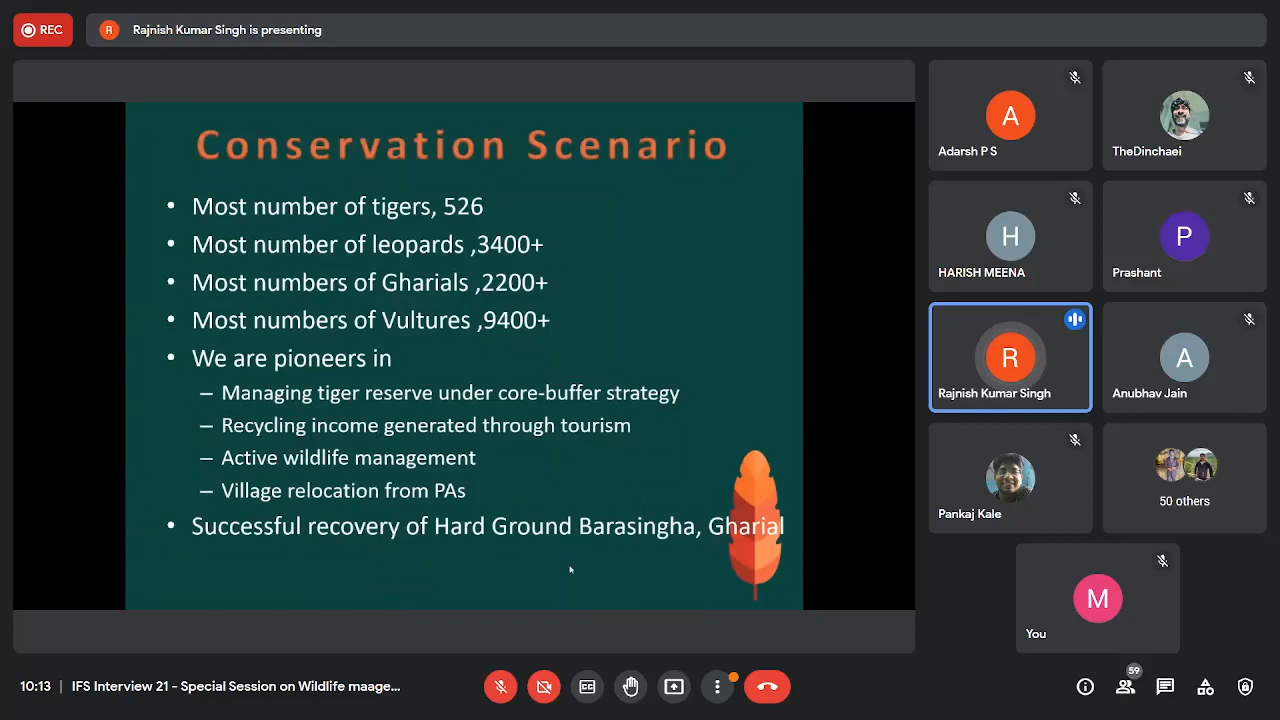 REC
R
Rajnish Kumar Singh is presenting
Conservation Scenario
• Most number of tigers, 526
• Most number of leopards ,3400+
• Most numbers of Gharials ,2200+
• Most numbers of Vultures ,9400+
• We are pioneers in
– Managing tiger reserve under core-buffer strategy
– Recycling income generated through tourism
– Active wildlife management
– Village relocation from PAs
• Successful recovery of Hard Ground Barasingha, Gharial
A
Adarsh P S
TheDinchaei
H
HARISH MEENA
P
Prashant
R
Rajnish Kumar Singh
A
Anubhav Jain
Pankaj Kale
50 others
M
You
10:13 | IFS Interview 21 - Special Session on Wildlife maage...
59